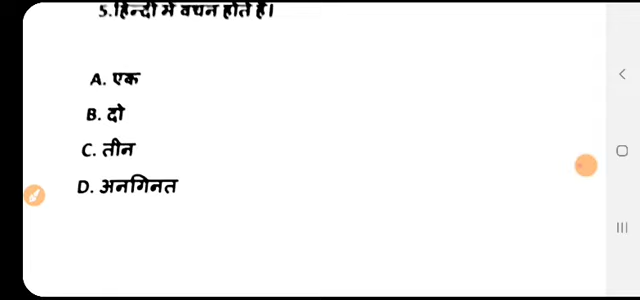 5.हिन्दी में वचन होते हैं।
A. एक
B. दो
C. तीन
D. अनगिनत